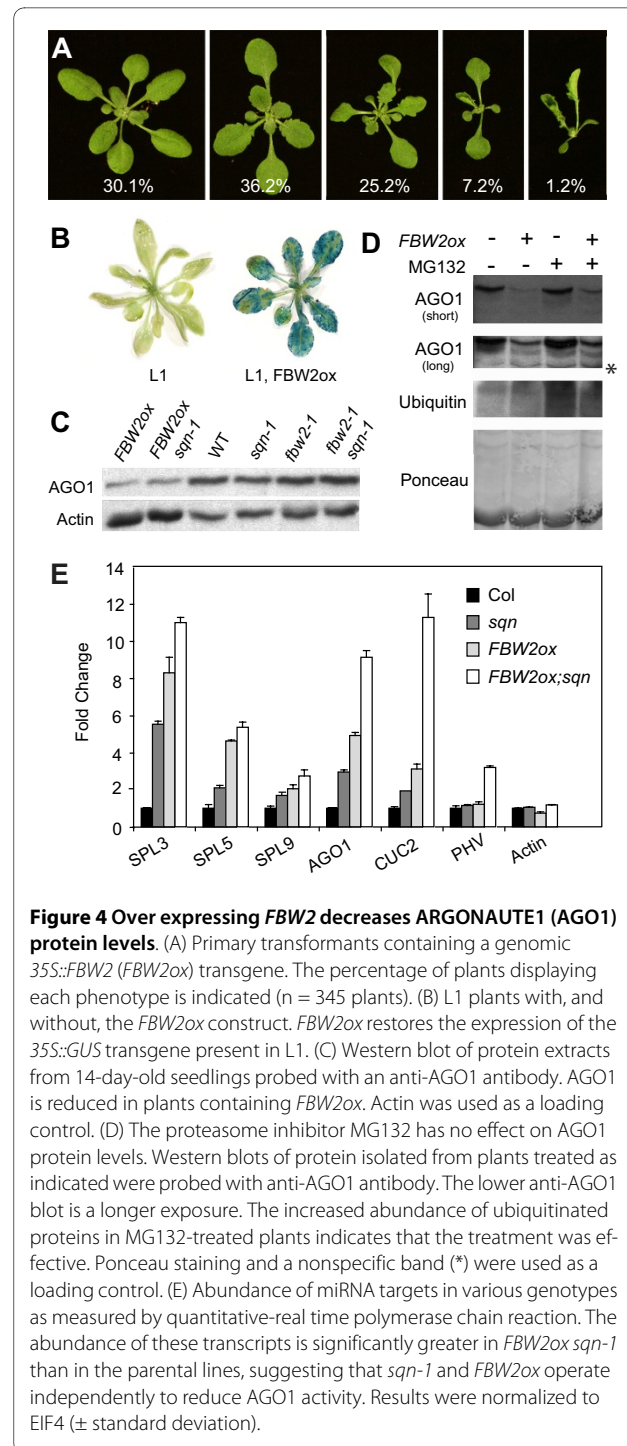 A
30.1%
36.2%
25.2%
7.2%
1.2%
B
L1
L1, FBW2ox
C
FBW2ox
FBW2ox sqn-1
WT
sqn-1
fbw2-1
fbw2-1 sqn-1
AGO1
Actin
D
FBW2ox - + - +
MG132 - - + +
AGO1
(short)
AGO1
(long)
*
Ubiquitin
Ponceau
E
Fold Change
14
12
10
8
6
4
2
0
Col
sqn
FBW2ox
FBW2ox;sqn
SPL3
SPL5
SPL9
AGO1
CUC2
PHV
Actin
Figure 4 Over expressing FBW2 decreases ARGONAUTE1 (AGO1)
protein levels. (A) Primary transformants containing a genomic
35S::FBW2 (FBW2ox) transgene. The percentage of plants displaying
each phenotype is indicated (n = 345 plants). (B) L1 plants with, and
without, the FBW2ox construct. FBW2ox restores the expression of the
35S::GUS transgene present in L1. (C) Western blot of protein extracts
from 14-day-old seedlings probed with an anti-AGO1 antibody. AGO1
is reduced in plants containing FBW2ox. Actin was used as a loading
control. (D) The proteasome inhibitor MG132 has no effect on AGO1
protein levels. Western blots of protein isolated from plants treated as
indicated were probed with anti-AGO1 antibody. The lower anti-AGO1
blot is a longer exposure. The increased abundance of ubiquitinated
proteins in MG132-treated plants indicates that the treatment was ef-
fective. Ponceau staining and a nonspecific band (*) were used as a
loading control. (E) Abundance of miRNA targets in various genotypes
as measured by quantitative-real time polymerase chain reaction. The
abundance of these transcripts is significantly greater in FBW2ox sqn-1
than in the parental lines, suggesting that sqn-1 and FBW2ox operate
independently to reduce AGO1 activity. Results were normalized to
EIF4 (± standard deviation).